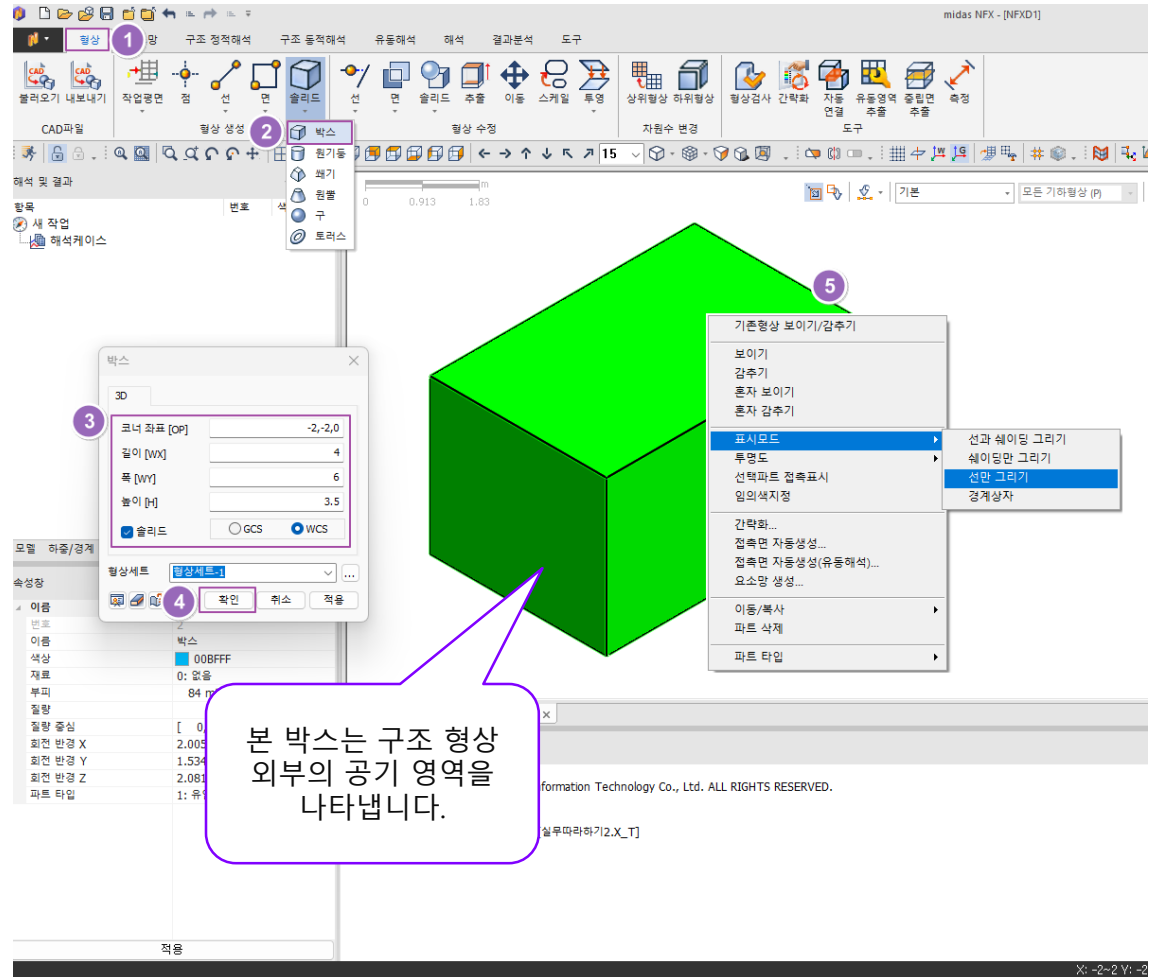 midas NFX - [NFXD1]
형상
1
망
구조 정적해석
구조 동적해석
유동해석
해석
결과분석
도구
CAD
CAD
불러오기
내보내기
작업평면
점
선
면
솔리드
선
면
솔리드
추출
이동
스케일
투영
상위형상
하위형상
형상검사
간략화
자동
연결
유동영역
추출
중립면
추출
측정
CAD파일
형상 생성
형상 수정
차원수 변경
도구
2
박스
원기둥
쐐기
원뿔
구
토러스
15
해석 및 결과
항목
번호
새 작업
해석케이스
m
0
0.913
1.83
기본
모든 기하형상 (P)
박스
3D
3
코너 좌표 [OP]
-2,-2,0
길이 [WX]
4
폭 [WY]
6
높이 [H]
3.5
솔리드
GCS
WCS
형상세트
형상세트-1
...
4
확인
취소
적용
5
기존형상 보이기/감추기
보이기
감추기
혼자 보이기
혼자 감추기
표시모드
투명도
선택파트 접촉표시
임의색지정
간략화...
접촉면 자동생성...
접촉면 자동생성(유동해석)...
요소망 생성...
이동/복사
파트 삭제
파트 타입
선과 쉐이딩 그리기
쉐이딩만 그리기
선만 그리기
경계상자
모델
하중/경계
속성창
이름
번호
2
이름
박스
색상
00BFFF
재료
0: 없음
부피
84
질량
질량 중심
[ 0,
회전 반경 X
2.005
회전 반경 Y
1.534
회전 반경 Z
2.081
파트 타입
1:
본 박스는 구조 형상
외부의 공기 영역을
나타냅니다.
formation Technology Co., Ltd. ALL RIGHTS RESERVED.
실무따라하기2.X_T]
적용
X: -2~2 Y: -2